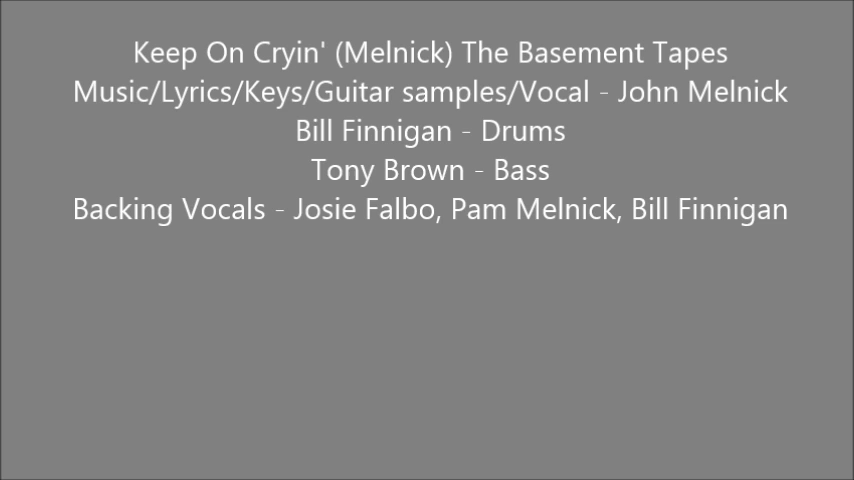 Keep On Cryin' (Melnick) The Basement Tapes
Music/Lyrics/Keys/Guitar samples/Vocal - John Melnick
Bill Finnigan - Drums
Tony Brown - Bass
Backing Vocals - Josie Falbo, Pam Melnick, Bill Finnigan